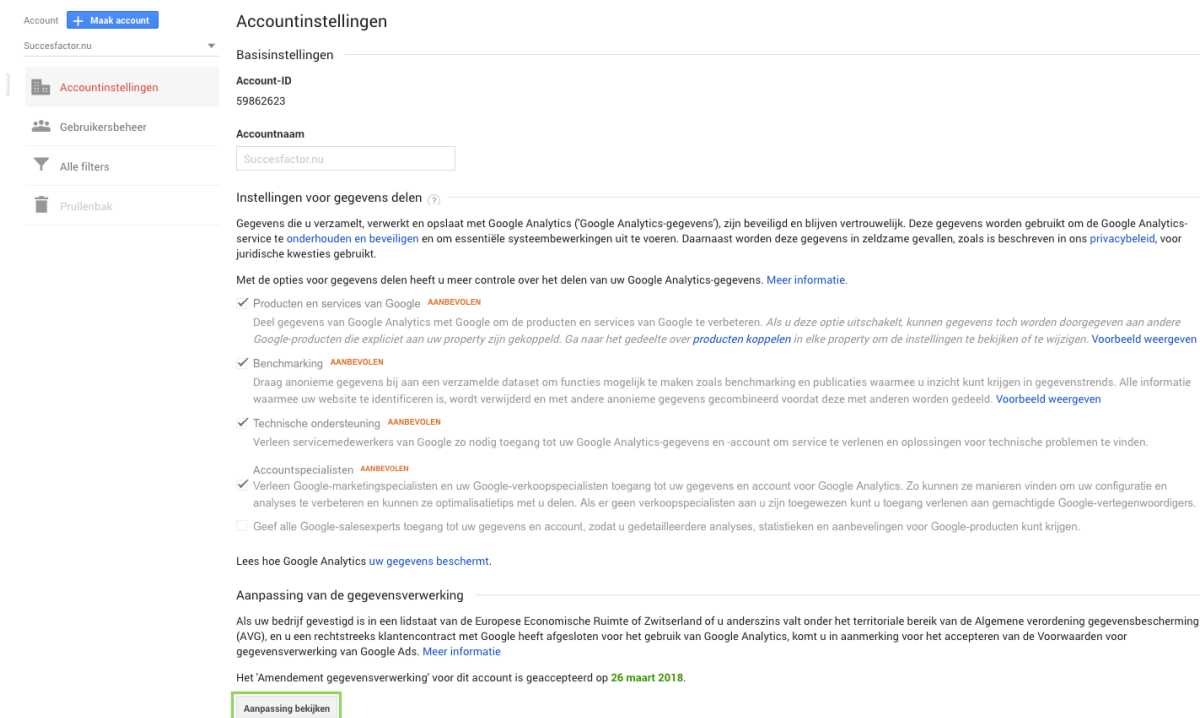 Account + Maak account
Succesfactor.nu
Accountinstellingen
Gebruikersbeheer
Alle filters
Prullenbak
Accountinstellingen
Basisinstellingen
Account-ID
59862623
Accountnaam
Succesfactor.nu
Instellingen voor gegevens delen ?
Gegevens die u verzamelt, verwerkt en opslaat met Google Analytics ('Google Analytics-gegevens'), zijn beveiligd en blijven vertrouwelijk. Deze gegevens worden gebruikt om de Google Analytics-
service te onderhouden en beveiligen en om essentiële systeembewerkingen uit te voeren. Daarnaast worden deze gegevens in zeldzame gevallen, zoals is beschreven in ons privacybeleid, voor
juridische kwesties gebruikt.
Met de opties voor gegevens delen heeft u meer controle over het delen van uw Google Analytics-gegevens. Meer informatie.
Producten en services van Google AANBEVOLEN
Deel gegevens van Google Analytics met Google om de producten en services van Google te verbeteren. Als u deze optie uitschakelt, kunnen gegevens toch worden doorgegeven aan andere
Google-producten die expliciet aan uw property zijn gekoppeld. Ga naar het gedeelte over producten koppelen in elke property om de instellingen te bekijken of te wijzigen. Voorbeeld weergeven
Benchmarking AANBEVOLEN
Draag anonieme gegevens bij aan een verzamelde dataset om functies mogelijk te maken zoals benchmarking en publicaties waarmee u inzicht kunt krijgen in gegevenstrends. Alle informatie
waarmee uw website te identificeren is, wordt verwijderd en met andere anonieme gegevens gecombineerd voordat deze met anderen worden gedeeld. Voorbeeld weergeven
Technische ondersteuning AANBEVOLEN
Verleen servicemedewerkers van Google zo nodig toegang tot uw Google Analytics-gegevens en -account om service te verlenen en oplossingen voor technische problemen te vinden.
Accountspecialisten AANBEVOLEN
Verleen Google-marketingspecialisten en uw Google-verkoopspecialisten toegang tot uw gegevens en account voor Google Analytics. Zo kunnen ze manieren vinden om uw configuratie en
analyses te verbeteren en kunnen ze optimalisatietips met u delen. Als er geen verkoopspecialisten aan u zijn toegewezen kunt u toegang verlenen aan gemachtigde Google-vertegenwoordigers.
Geef alle Google-salesexperts toegang tot uw gegevens en account, zodat u gedetailleerdere analyses, statistieken en aanbevelingen voor Google-producten kunt krijgen.
Lees hoe Google Analytics uw gegevens beschermt.
Aanpassing van de gegevensverwerking
Als uw bedrijf gevestigd is in een lidstaat van de Europese Economische Ruimte of Zwitserland of u anderszins valt onder het territoriale bereik van de Algemene verordening gegevensbescherming
(AVG), en u een rechtstreeks klantencontract met Google heeft afgesloten voor het gebruik van Google Analytics, komt u in aanmerking voor het accepteren van de Voorwaarden voor
gegevensverwerking van Google Ads. Meer informatie
Het 'Amendement gegevensverwerking' voor dit account is geaccepteerd op 26 maart 2018.
Aanpassing bekijken